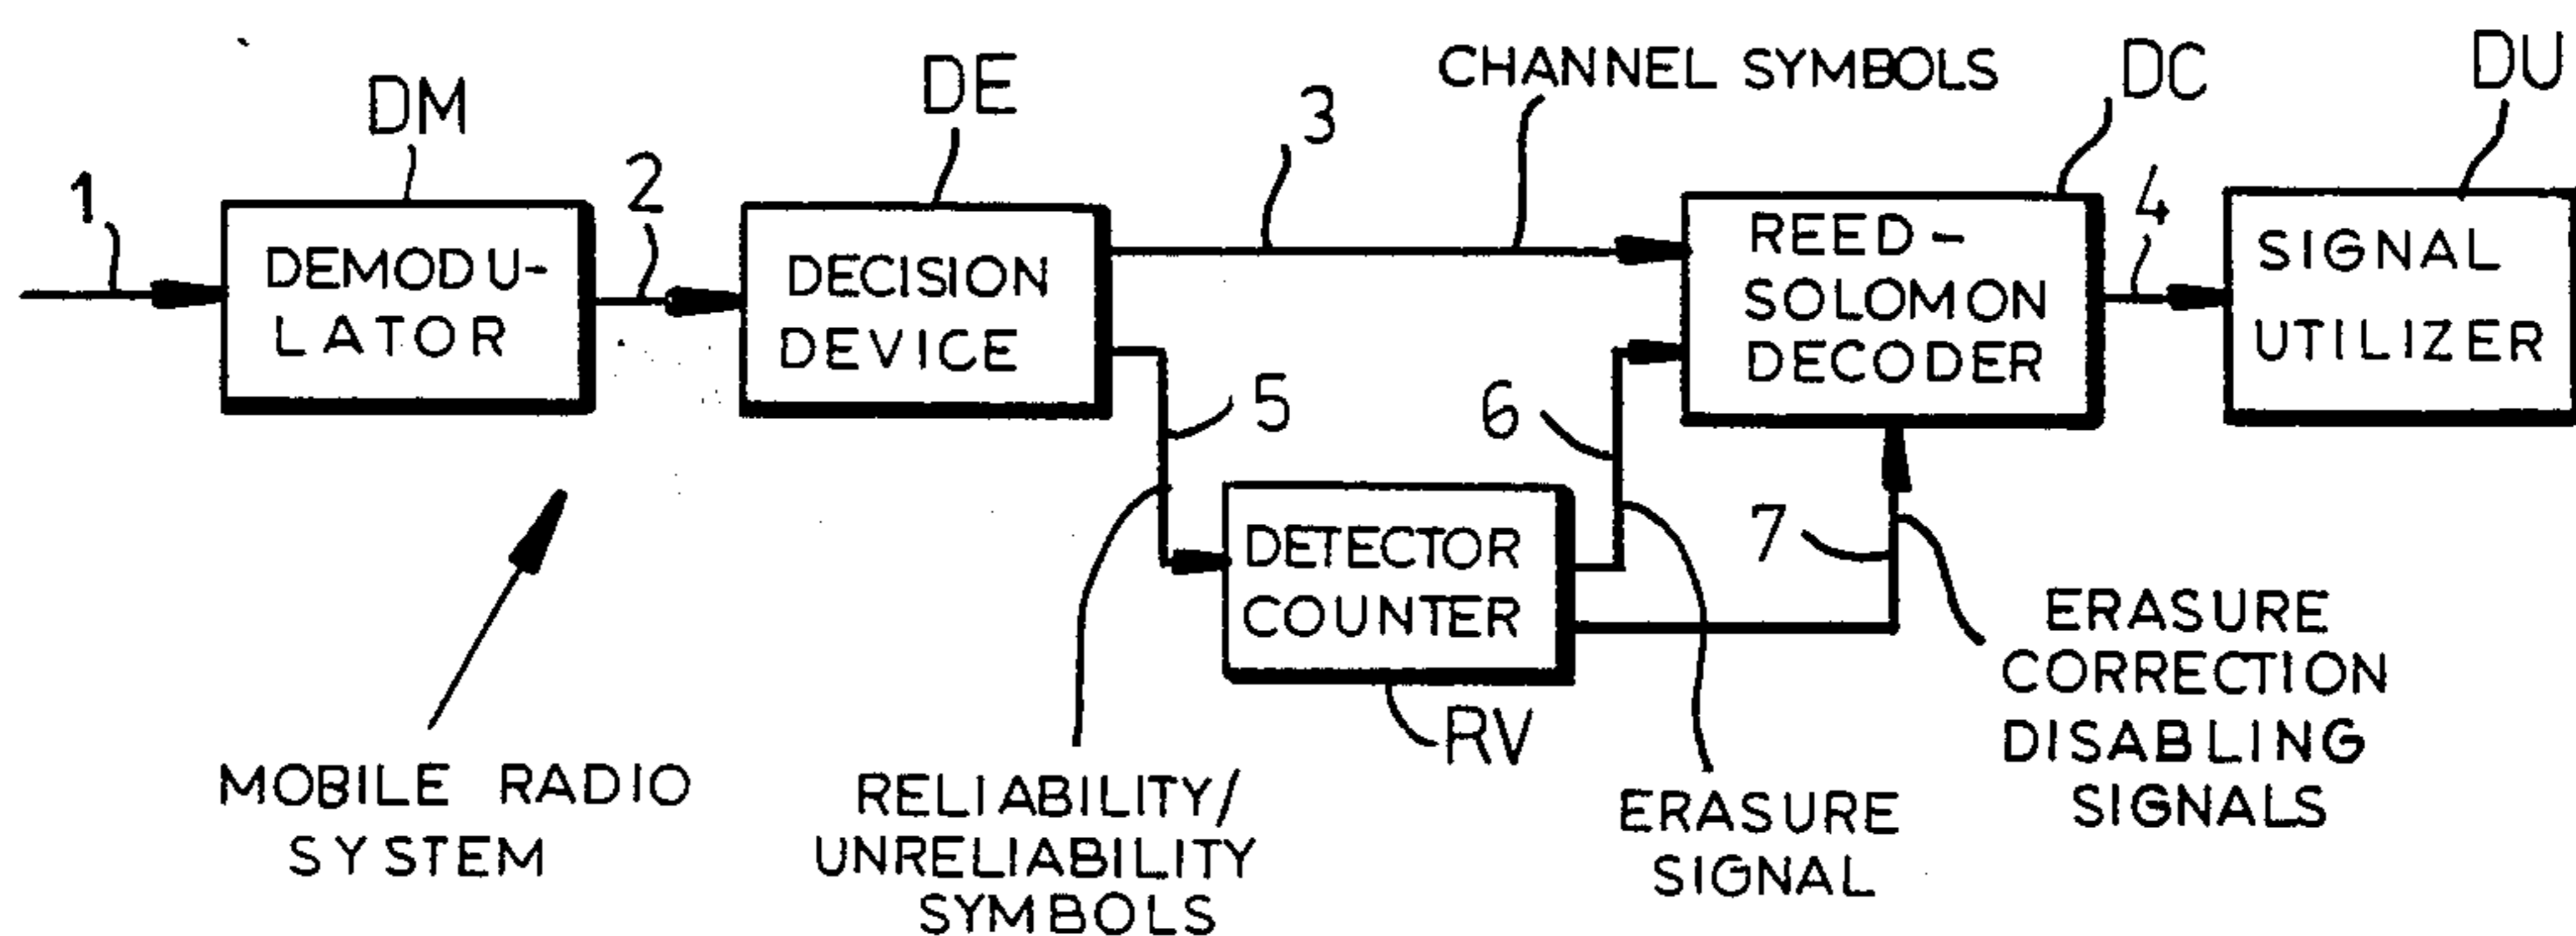 DM
DE
CHANNEL SYMBOLS
DC
DU
1
2
3
4
DEMODU-
LATOR
DECISION
DEVICE
REED-
SOLOMON
DECODER
SIGNAL
UTILIZER
5
6
7
DETECTOR
COUNTER
RV
MOBILE RADIO
SYSTEM
RELIABILITY/
UNRELIABILITY
SYMBOLS
ERASURE
SIGNAL
ERASURE
CORRECTION
DISABLING
SIGNALS